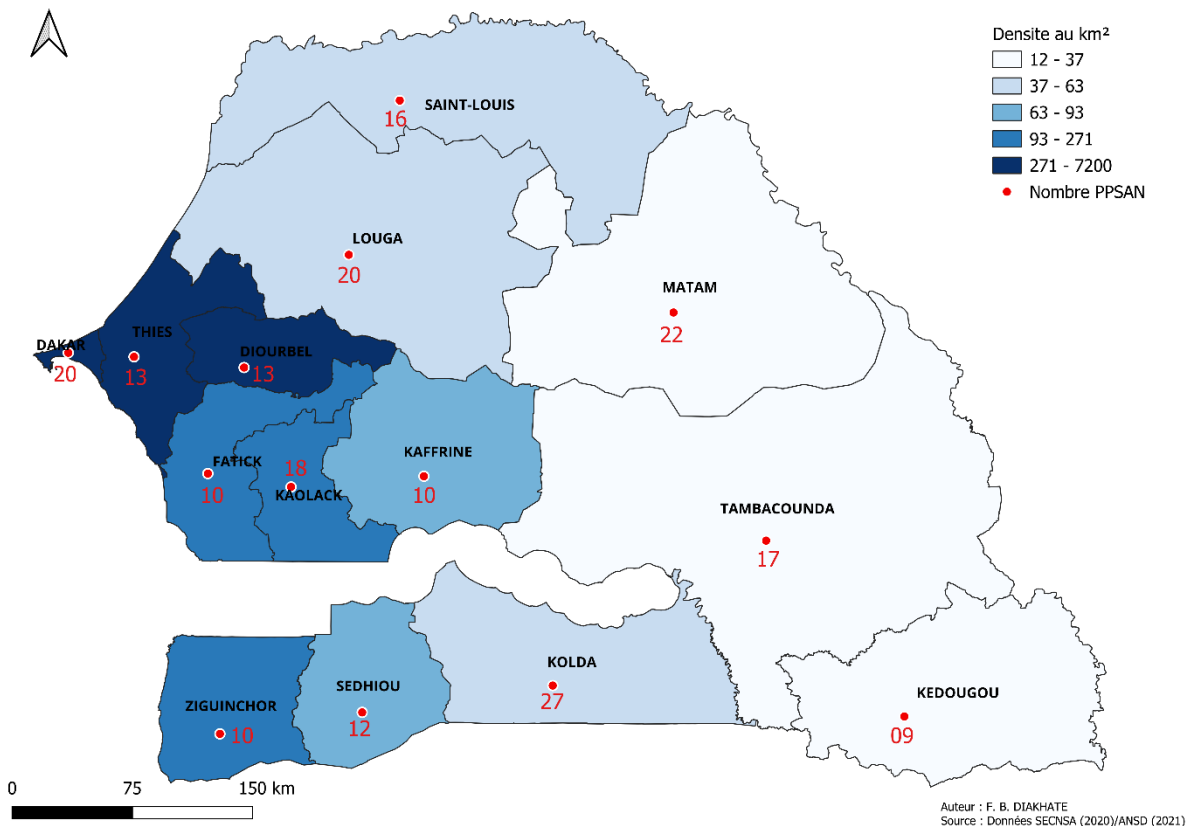 Densite au km²
12 - 37
37 - 63
63 - 93
93 - 271
271 - 7200
Nombre PPSAN
SAINT-LOUIS
16
LOUGA
20
MATAM
22
DAKAR
20
THIES
13
DIOURBEL
13
FATICK
10
18
KAOLACK
KAFFRINE
10
TAMBACOUNDA
17
ZIGUINCHOR
10
SEDHIOU
12
KOLDA
27
KEDOUGOU
09
0 75 150 km
Auteur : F. B. DIAKHATE
Source : Données SECNSA (2020)/ANSD (2021)